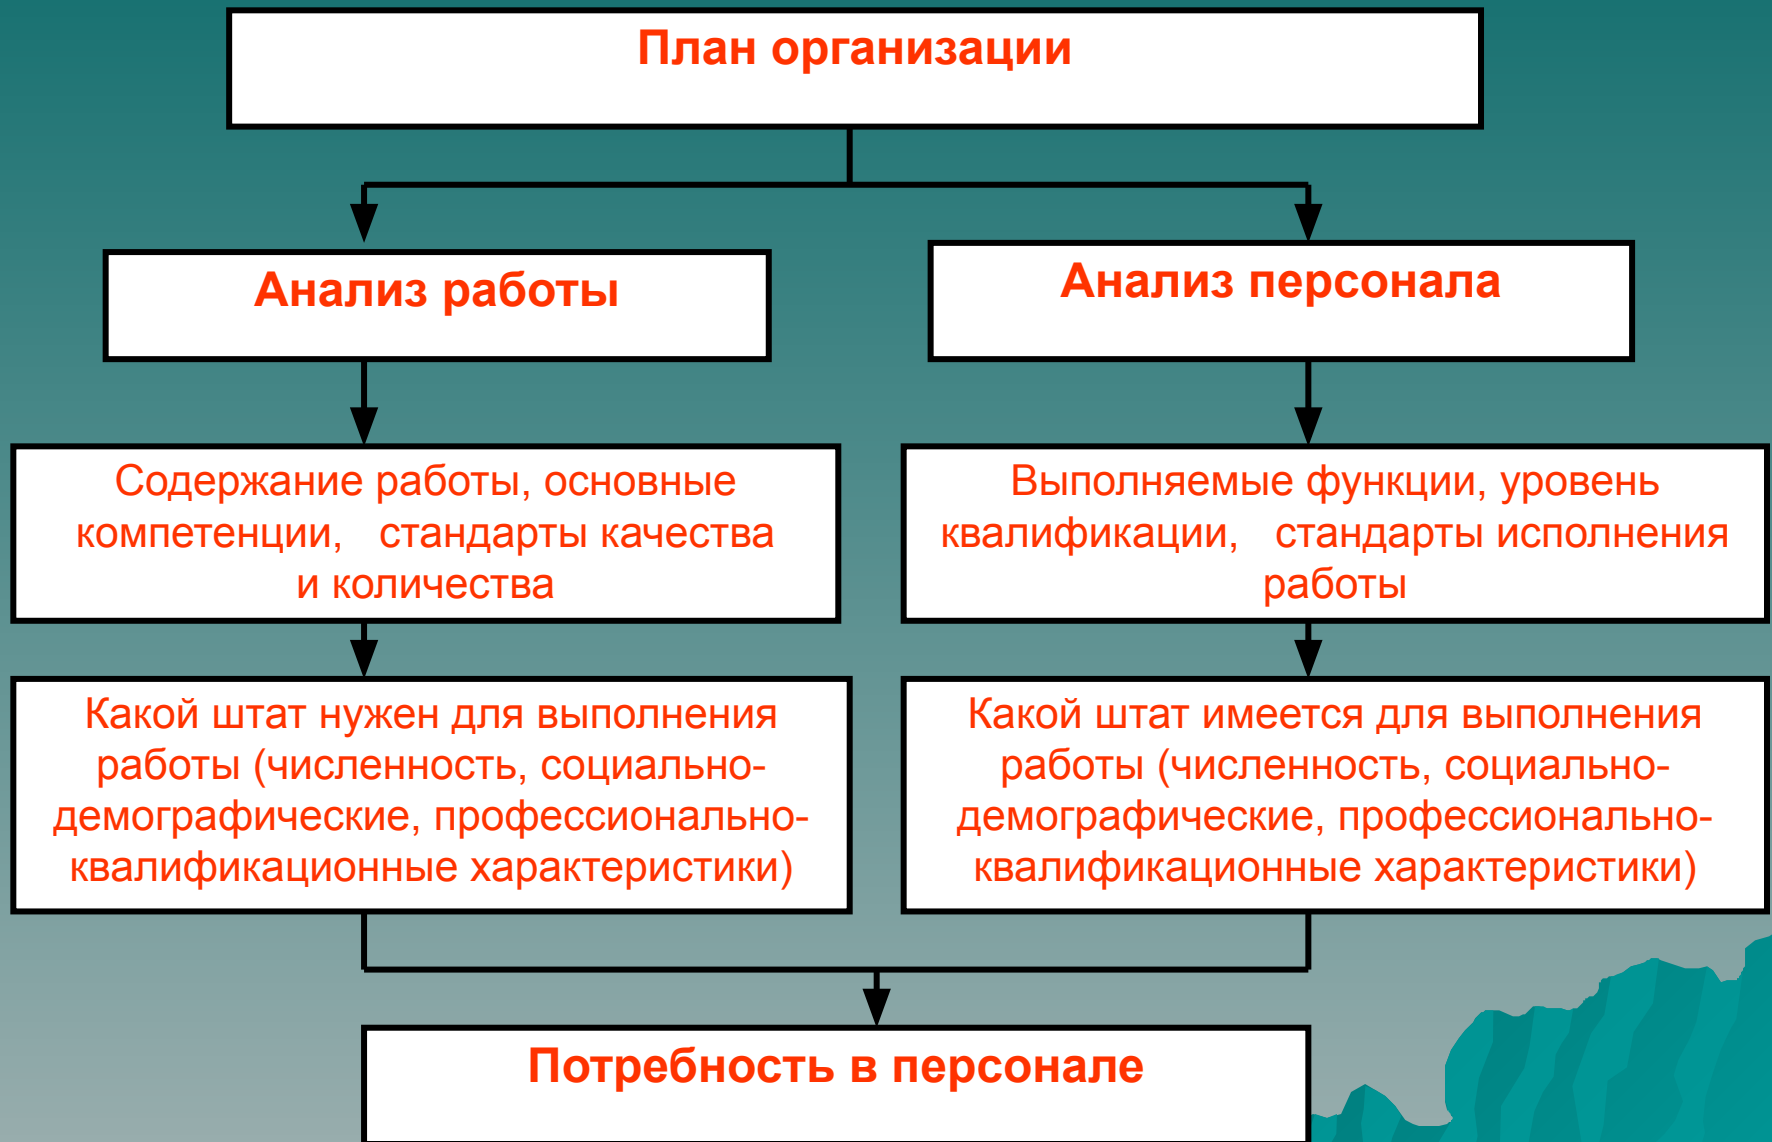 План организации
Анализ работы
Анализ персонала
Содержание работы, основные
компетенции, стандарты качества
и количества
Выполняемые функции, уровень
квалификации, стандарты исполнения
работы
Какой штат нужен для выполнения
работы (численность, социально-
демографические, профессионально-
квалификационные характеристики)
Какой штат имеется для выполнения
работы (численность, социально-
демографические, профессионально-
квалификационные характеристики)
Потребность в персонале